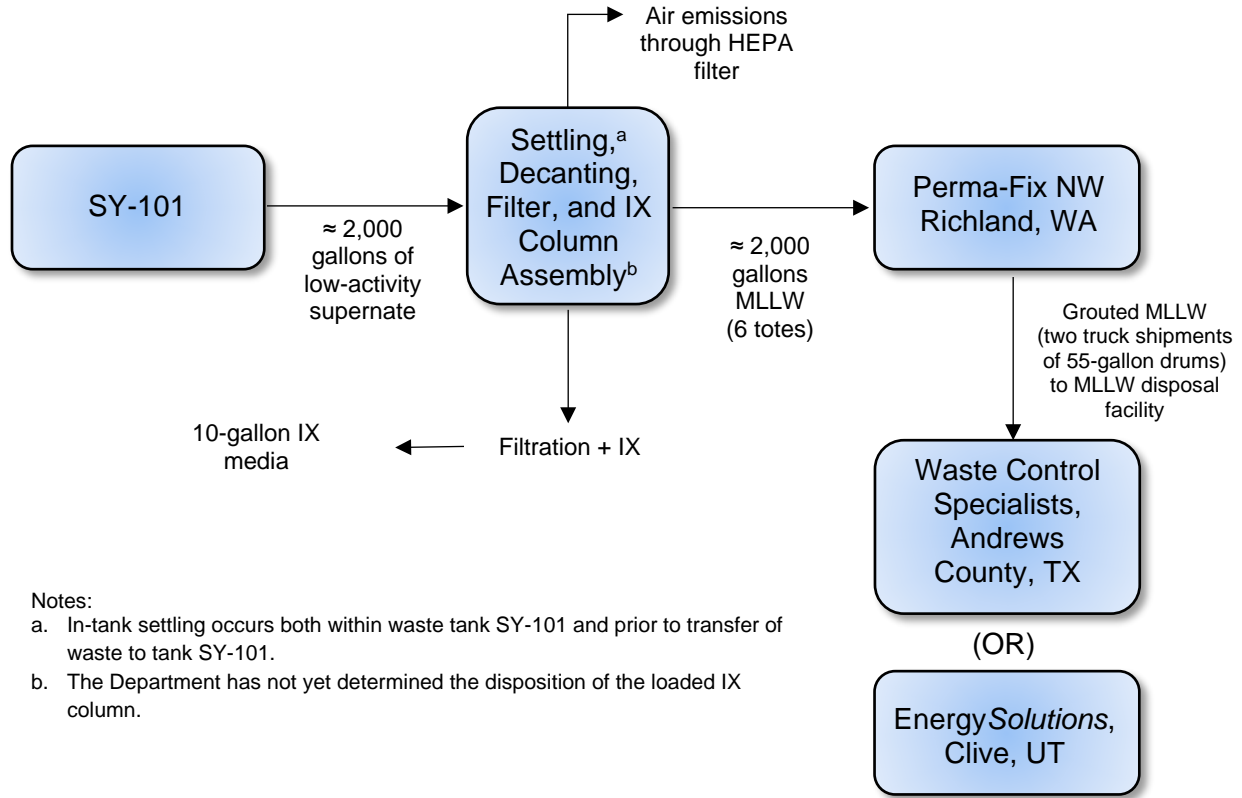 Air emissions
through HEPA
filter
SY-101
≈ 2,000
gallons of
low-activity
supernate
Settling,ᵃ
Decanting,
Filter, and IX
Column
Assemblyᵇ
≈ 2,000
gallons
MLLW
(6 totes)
Perma-Fix NW
Richland, WA
Grouted MLLW
(two truck shipments
of 55-gallon drums)
to MLLW disposal
facility
10-gallon IX
media
Filtration + IX
Waste Control
Specialists,
Andrews
County, TX
(OR)
EnergySolutions,
Clive, UT
Notes:
a. In-tank settling occurs both within waste tank SY-101 and prior to transfer of
waste to tank SY-101.
b. The Department has not yet determined the disposition of the loaded IX
column.